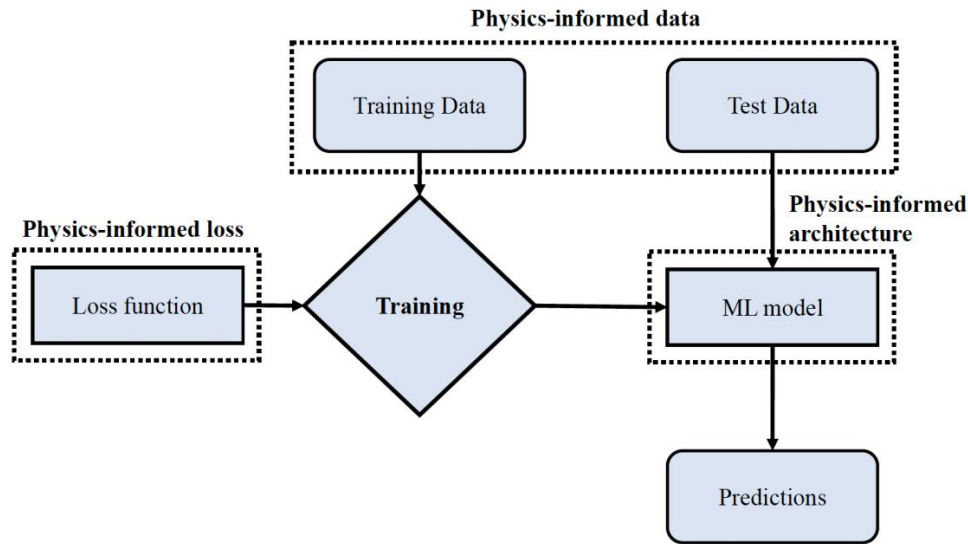 Physics-informed data
Training Data
Test Data
Physics-informed loss
Physics-informed
architecture
Loss function
Training
ML model
Predictions